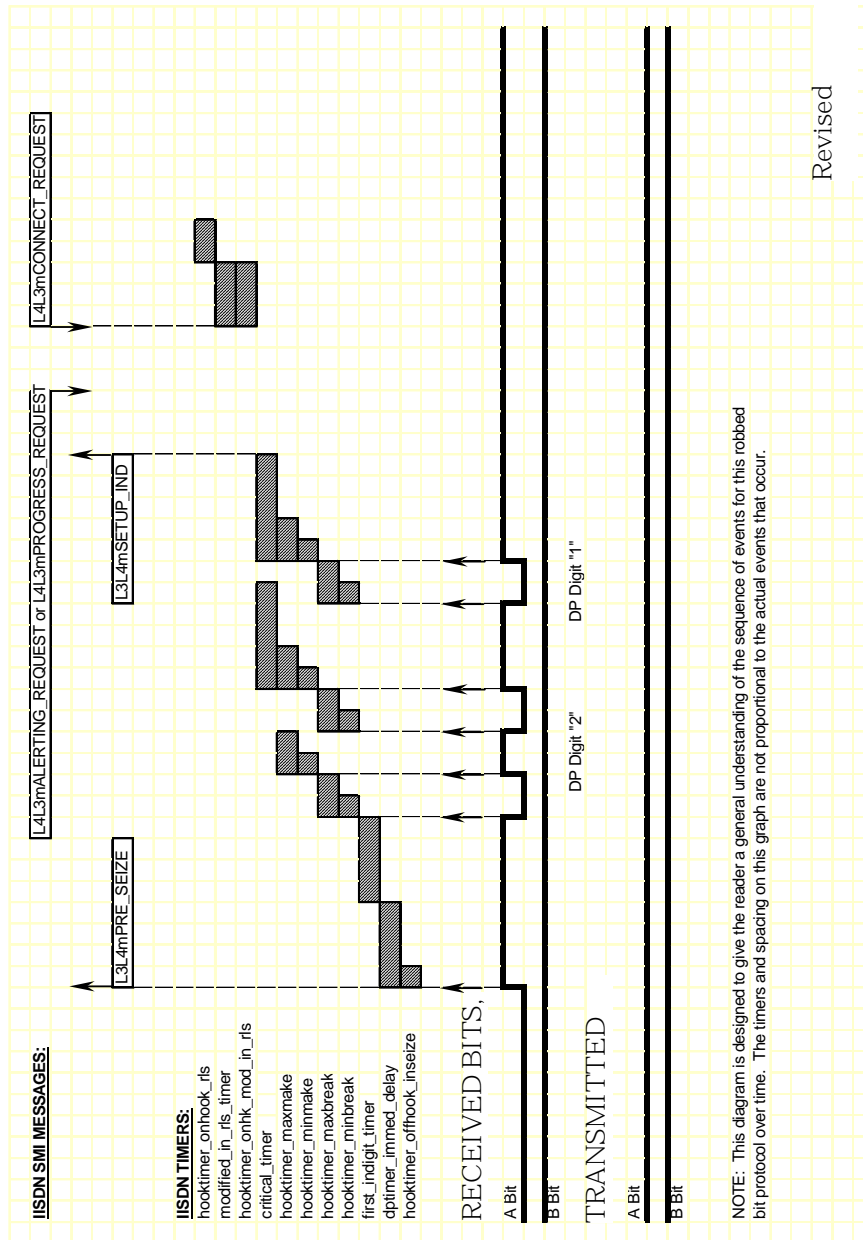 IISDN SMI MESSAGES:
L4L3mALERTING_REQUEST or L4L3mPROGRESS_REQUEST
L4L3mCONNECT_REQUEST
L3L4mPRE_SEIZE
L3L4mSETUP_IND
IISDN TIMERS:
hooktimer_onhook_rls
modified_in_rls_timer
hooktimer_onhk_mod_in_rls
critical_timer
hooktimer_maxmake
hooktimer_minmake
hooktimer_maxbreak
hooktimer_minbreak
first_indigit_timer
dptimer_immed_delay
hooktimer_offhook_inseize
RECEIVED BITS,
A Bit
B Bit
DP Digit "2"
DP Digit "1"
TRANSMITTED
A Bit
B Bit
NOTE: This diagram is designed to give the reader a general understanding of the sequence of events for this robbed
bit protocol over time. The timers and spacing on this graph are not proportional to the actual events that occur.
Revised